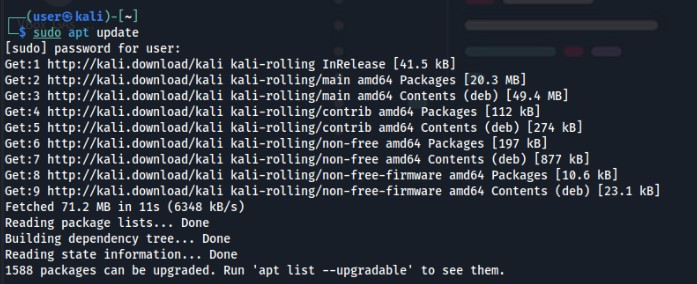 ┌──(user㉿kali)-[~]
└─$ sudo apt update
[sudo] password for user:
Get:1 http://kali.download/kali kali-rolling InRelease [41.5 kB]
Get:2 http://kali.download/kali kali-rolling/main amd64 Packages [20.3 MB]
Get:3 http://kali.download/kali kali-rolling/main amd64 Contents (deb) [49.4 MB]
Get:4 http://kali.download/kali kali-rolling/contrib amd64 Packages [112 kB]
Get:5 http://kali.download/kali kali-rolling/contrib amd64 Contents (deb) [274 kB]
Get:6 http://kali.download/kali kali-rolling/non-free amd64 Packages [197 kB]
Get:7 http://kali.download/kali kali-rolling/non-free amd64 Contents (deb) [877 kB]
Get:8 http://kali.download/kali kali-rolling/non-free-firmware amd64 Packages [10.6 kB]
Get:9 http://kali.download/kali kali-rolling/non-free-firmware amd64 Contents (deb) [23.1 kB]
Fetched 71.2 MB in 11s (6348 kB/s)
Reading package lists... Done
Building dependency tree... Done
Reading state information... Done
1588 packages can be upgraded. Run 'apt list --upgradable' to see them.